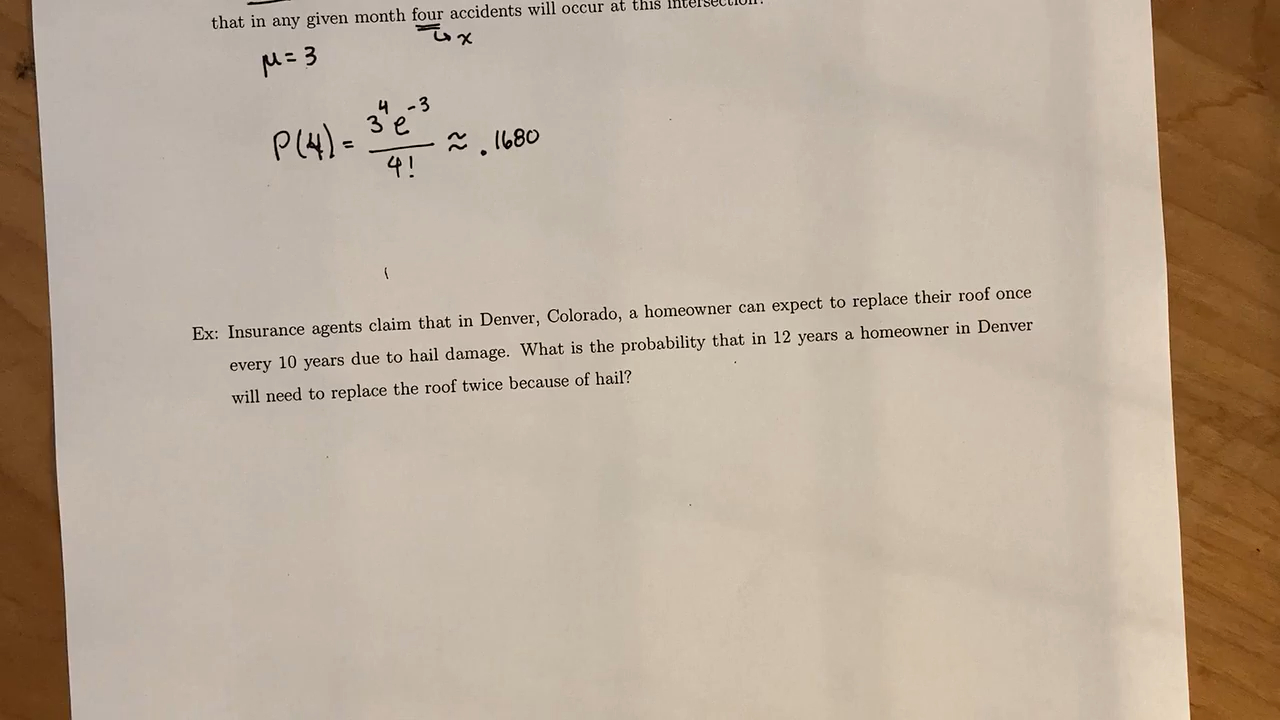 that in any given month four accidents will occur at this intersection?
↳ x
μ = 3
P(4) = 3^4 e^-3 / 4! ≈ .1680
Ex: Insurance agents claim that in Denver, Colorado, a homeowner can expect to replace their roof once
every 10 years due to hail damage. What is the probability that in 12 years a homeowner in Denver
will need to replace the roof twice because of hail?